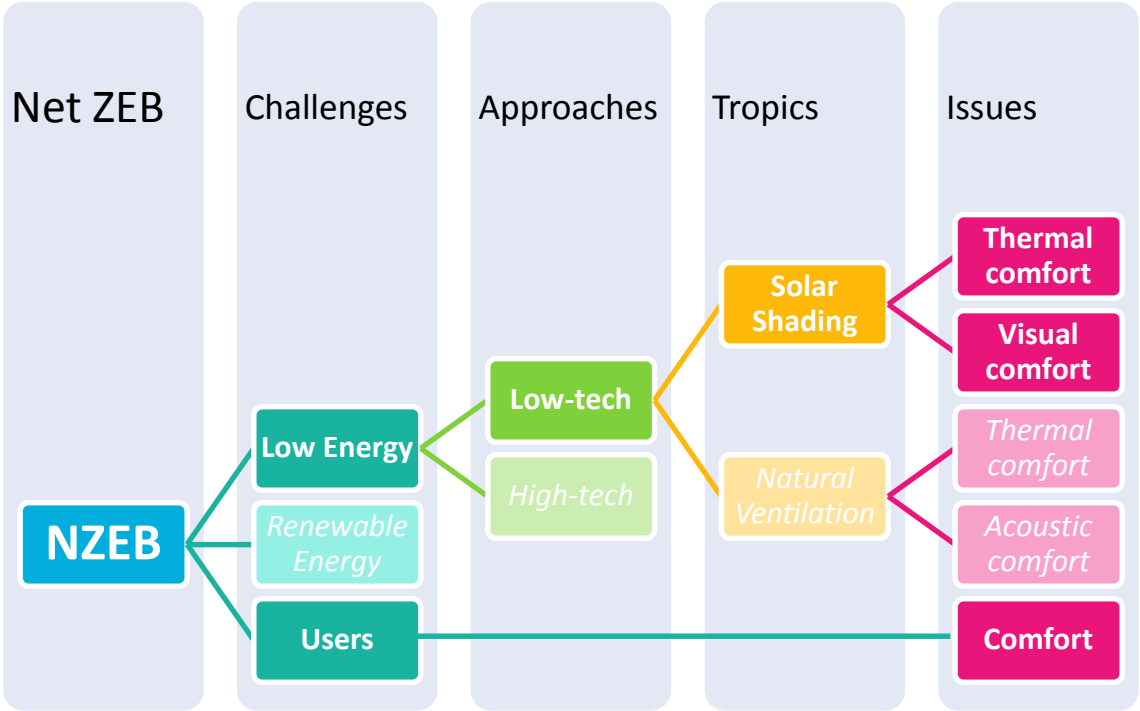 Net ZEB
Challenges
Approaches
Tropics
Issues
NZEB
Low Energy
Renewable
Energy
Users
Low-tech
High-tech
Solar
Shading
Natural
Ventilation
Thermal
comfort
Visual
comfort
Thermal
comfort
Acoustic
comfort
Comfort